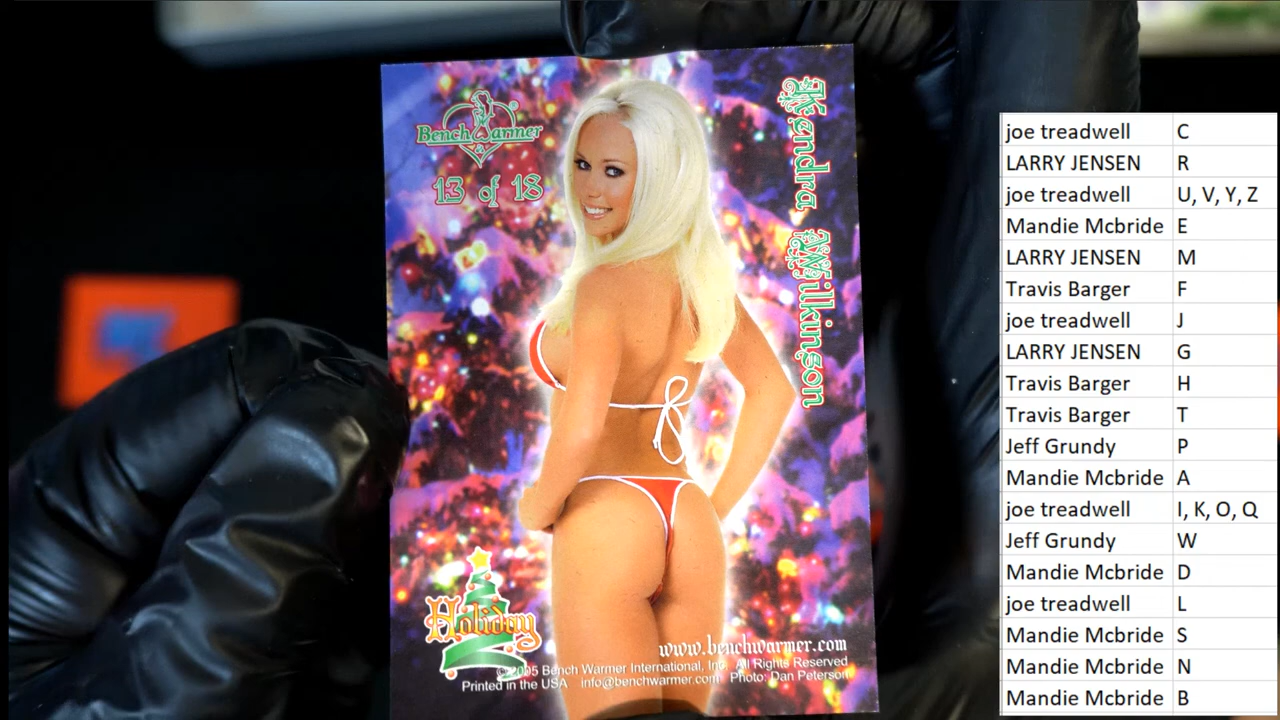 Bench Warmer
13 of 18
Kendra Wilkinson
Holiday
www.benchwarmer.com
©2005 Bench Warmer International, Inc. All Rights Reserved
Printed in the USA info@benchwarmer.com Photo: Dan Peterson
joe treadwell C
LARRY JENSEN R
joe treadwell U, V, Y, Z
Mandie Mcbride E
LARRY JENSEN M
Travis Barger F
joe treadwell J
LARRY JENSEN G
Travis Barger H
Travis Barger T
Jeff Grundy P
Mandie Mcbride A
joe treadwell I, K, O, Q
Jeff Grundy W
Mandie Mcbride D
joe treadwell L
Mandie Mcbride S
Mandie Mcbride N
Mandie Mcbride B